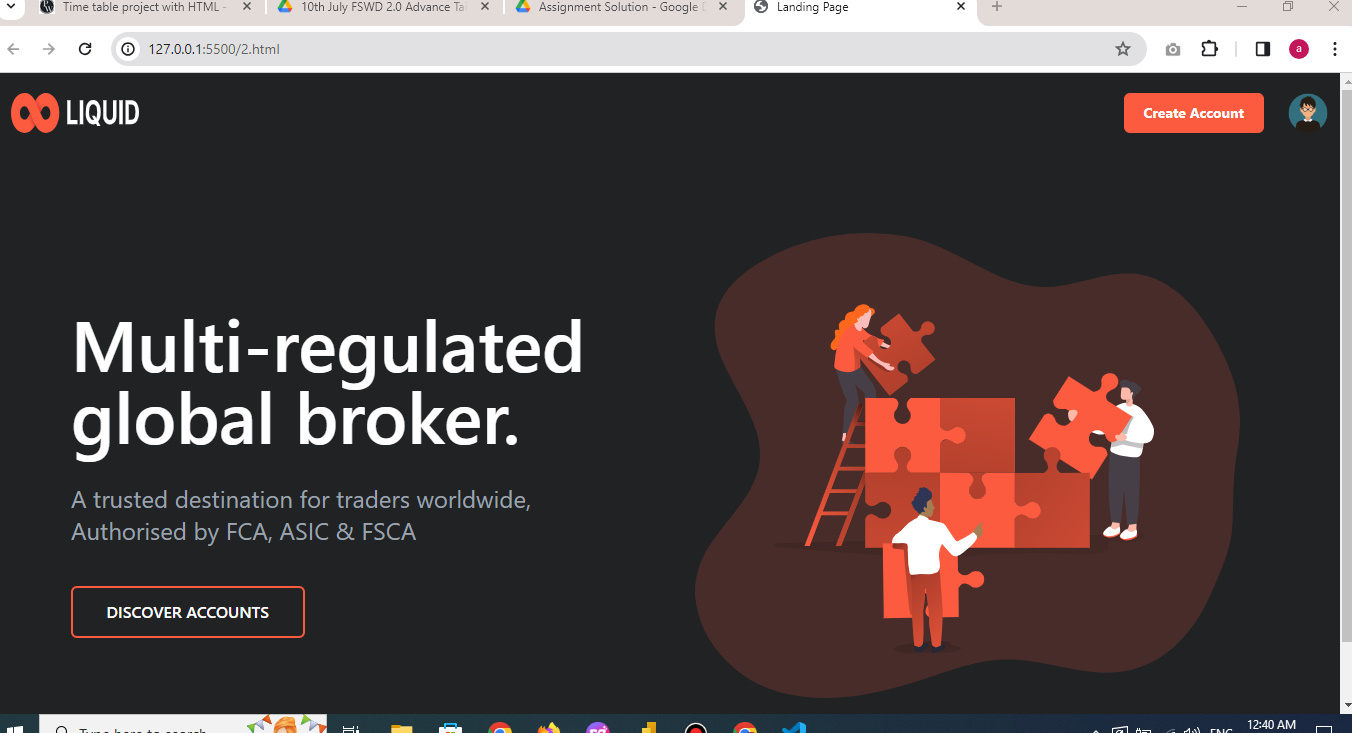 Time table project with HTML -
10th July FSWD 2.0 Advance Ta
Assignment Solution - Google D
Landing Page
127.0.0.1:5500/2.html
a
LIQUID
Create Account
Multi-regulated
global broker.
A trusted destination for traders worldwide,
Authorised by FCA, ASIC & FSCA
DISCOVER ACCOUNTS
Type here to search
12:40 AM
ENG